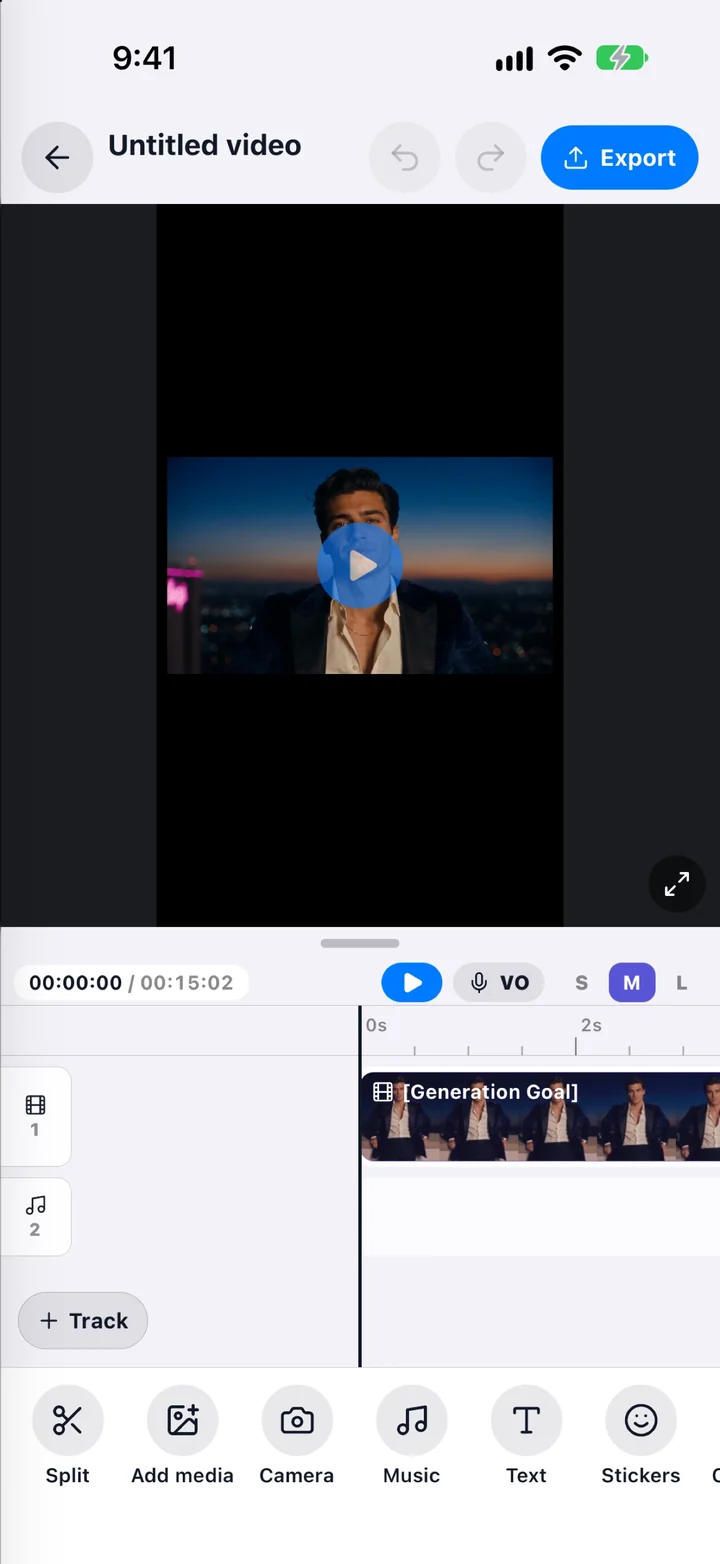 9:41
Untitled video
Export
00:00:00 / 00:15:02
VO
S
M
L
0s
2s
1
[Generation Goal]
2
+ Track
Split
Add media
Camera
Music
Text
Stickers